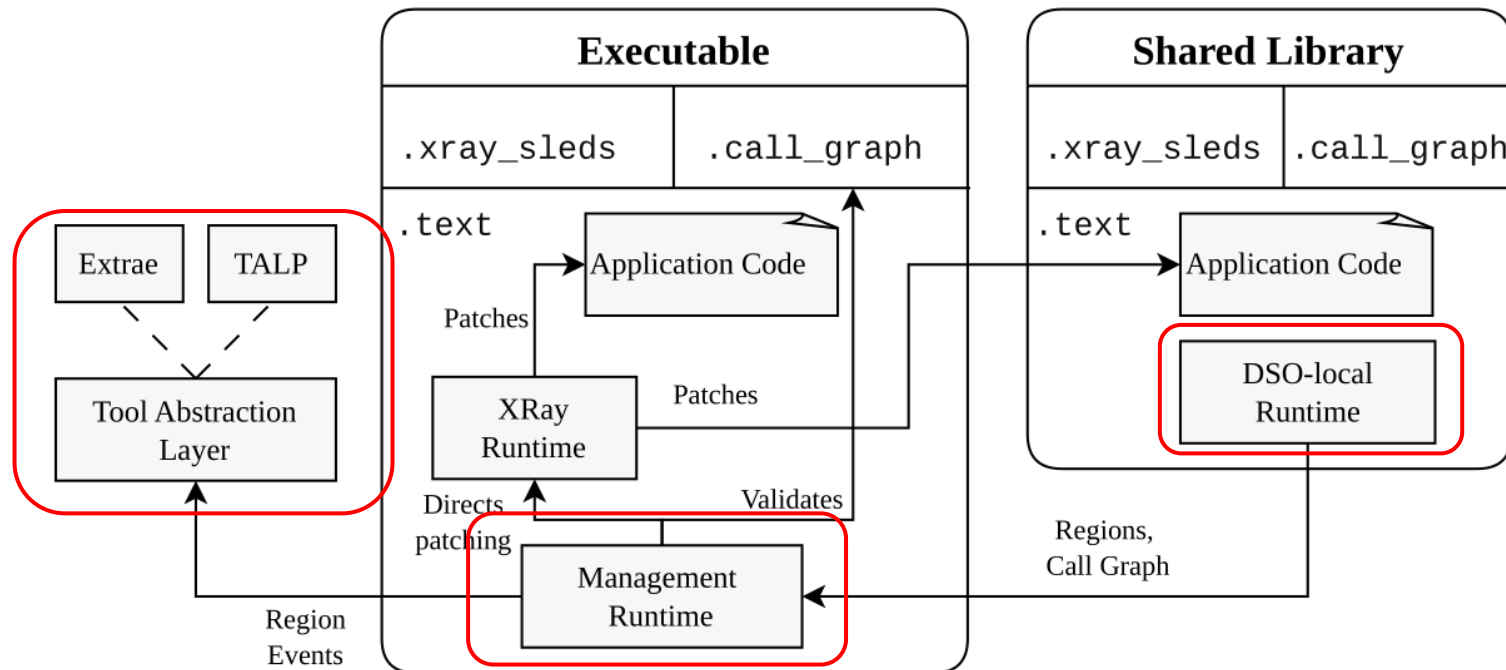 Executable
Shared Library
.xray_sleds
.call_graph
.xray_sleds
.call_graph
.text
.text
Extrae
TALP
Application Code
Application Code
Patches
Tool Abstraction
Layer
XRay
Runtime
Patches
DSO-local
Runtime
Directs
patching
Validates
Regions,
Call Graph
Management
Runtime
Region
Events